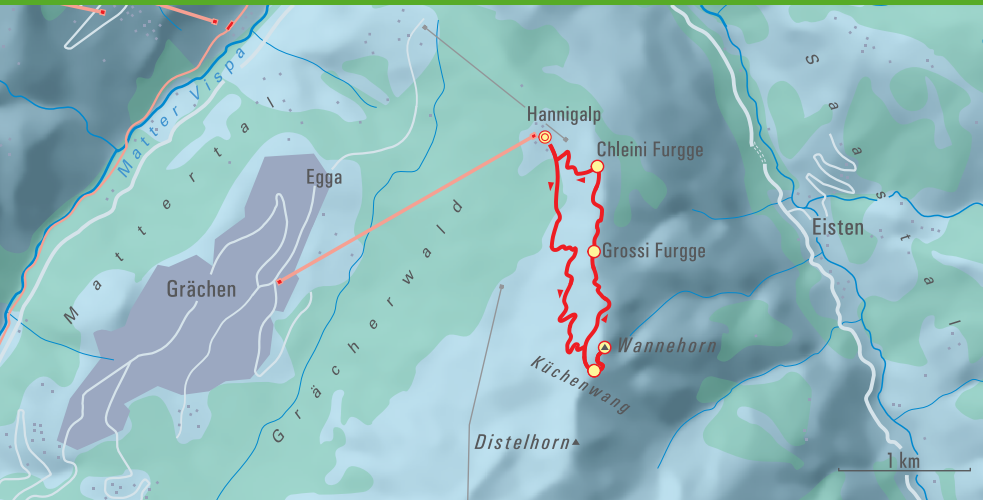 Matter Vispa
Mattertal
Hannigalp
Chleini Furgge
Egga
Saastal
Eisten
Grossi Furgge
Grächen
Grächerwald
Wannehorn
Küchenwang
Distelhorn
1 km